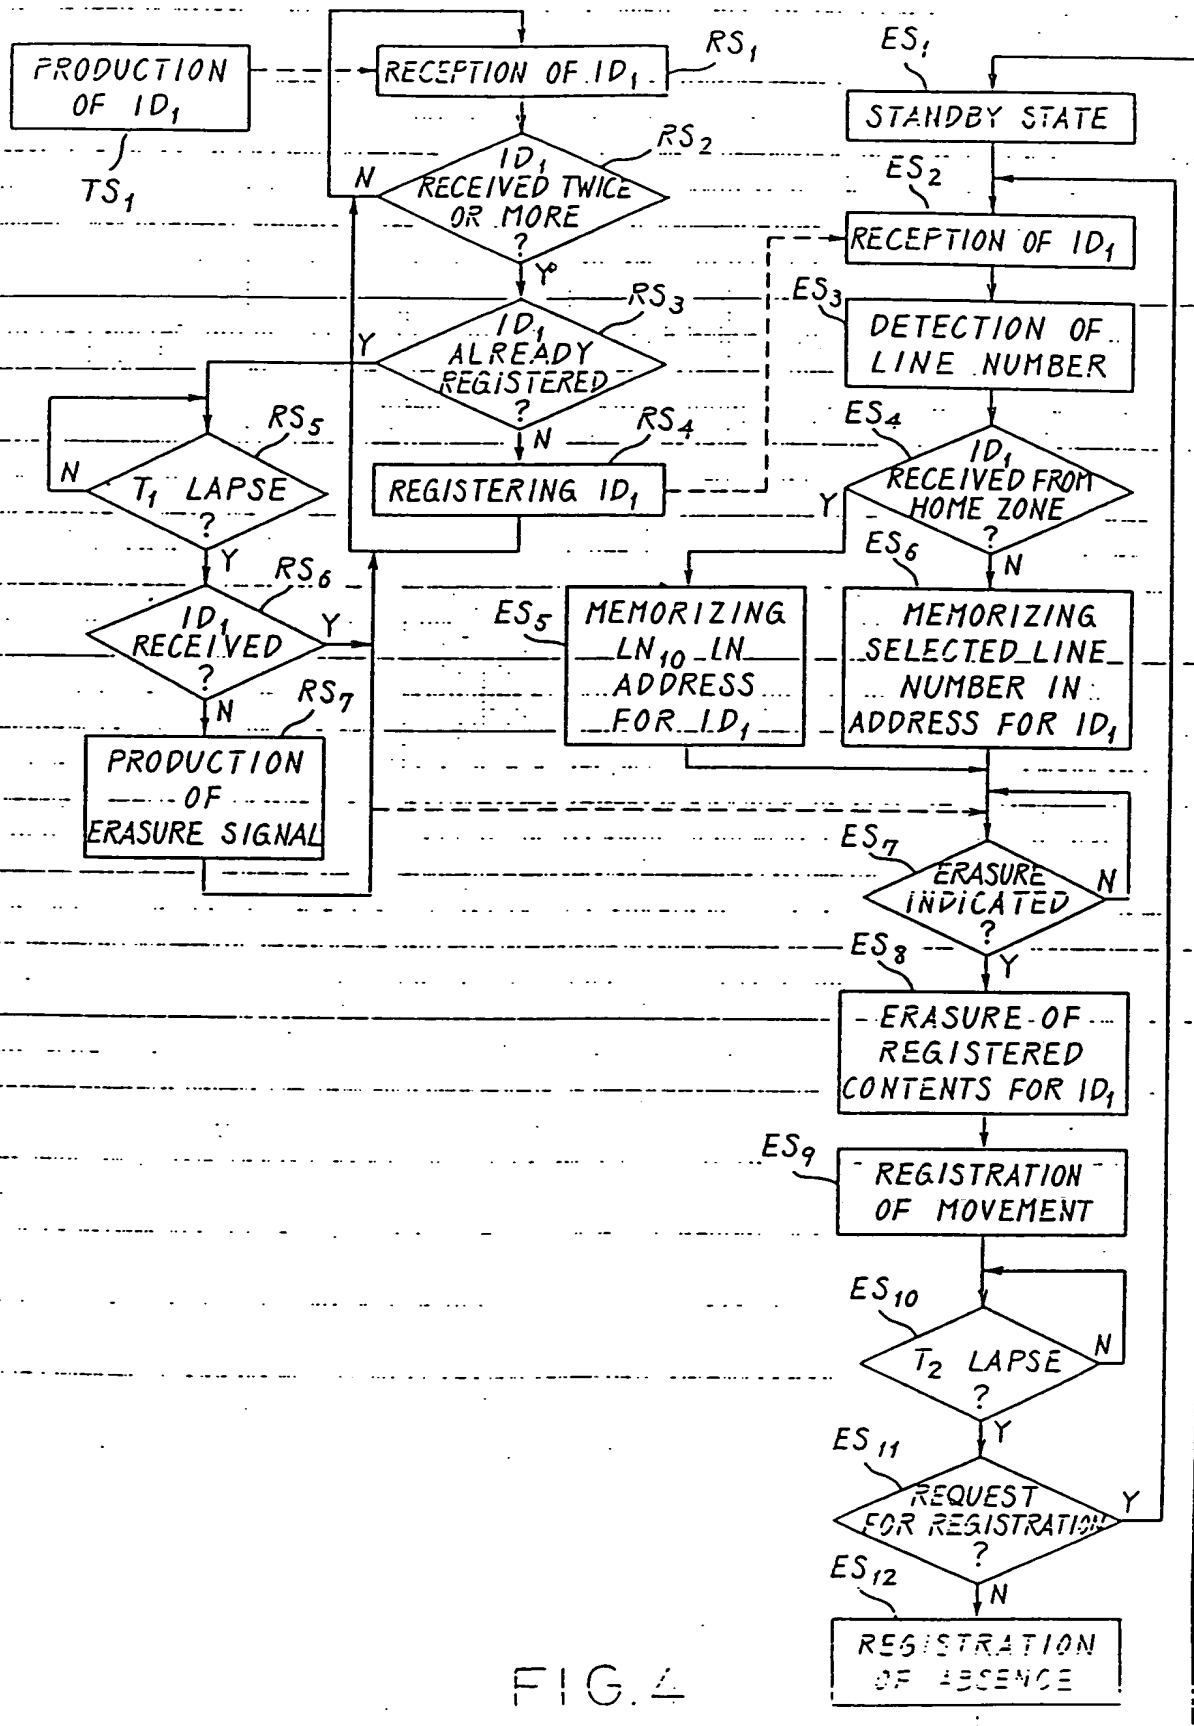 PRODUCTION
OF ID1
TS1
RECEPTION OF ID1
RS1
ID1
RECEIVED TWICE
OR MORE
?
RS2
N
Y
ID1
ALREADY
REGISTERED
?
RS3
Y
N
REGISTERING ID1
RS4
T1 LAPSE
?
RS5
N
Y
ID1
RECEIVED
?
RS6
Y
N
RS7
PRODUCTION
OF
ERASURE SIGNAL
ES1
STANDBY STATE
ES2
RECEPTION OF ID1
ES3
DETECTION OF
LINE NUMBER
ES4
ID1
RECEIVED FROM
HOME ZONE
?
Y
N
ES5
MEMORIZING
LN10 IN
ADDRESS
FOR ID1
ES6
MEMORIZING
SELECTED LINE
NUMBER IN
ADDRESS FOR ID1
ES7
ERASURE
INDICATED
?
N
Y
ES8
ERASURE OF
REGISTERED
CONTENTS FOR ID1
ES9
REGISTRATION
OF MOVEMENT
ES10
T2 LAPSE
?
N
Y
ES11
REQUEST
FOR REGISTRATION
?
Y
N
ES12
REGISTRATION
OF ABSENCE
FIG. 4